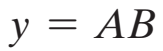 y = AB